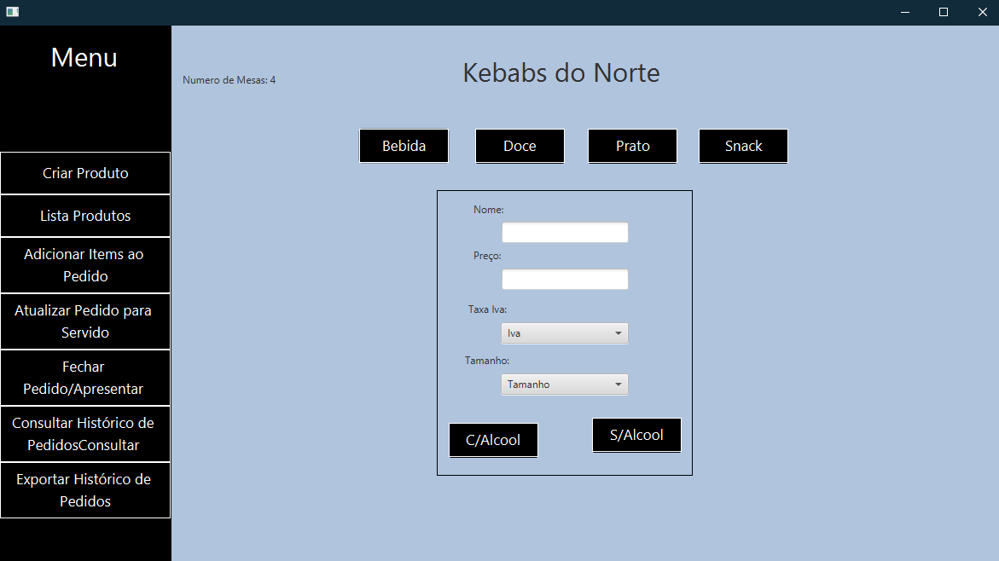 Menu
Criar Produto
Lista Produtos
Adicionar Items ao
Pedido
Atualizar Pedido para
Servido
Fechar
Pedido/Apresentar
Consultar Histórico de
PedidosConsultar
Exportar Histórico de
Pedidos
Numero de Mesas: 4
Kebabs do Norte
Bebida
Doce
Prato
Snack
Nome:
Preço:
Taxa Iva:
Iva
Tamanho:
Tamanho
C/Alcool
S/Alcool